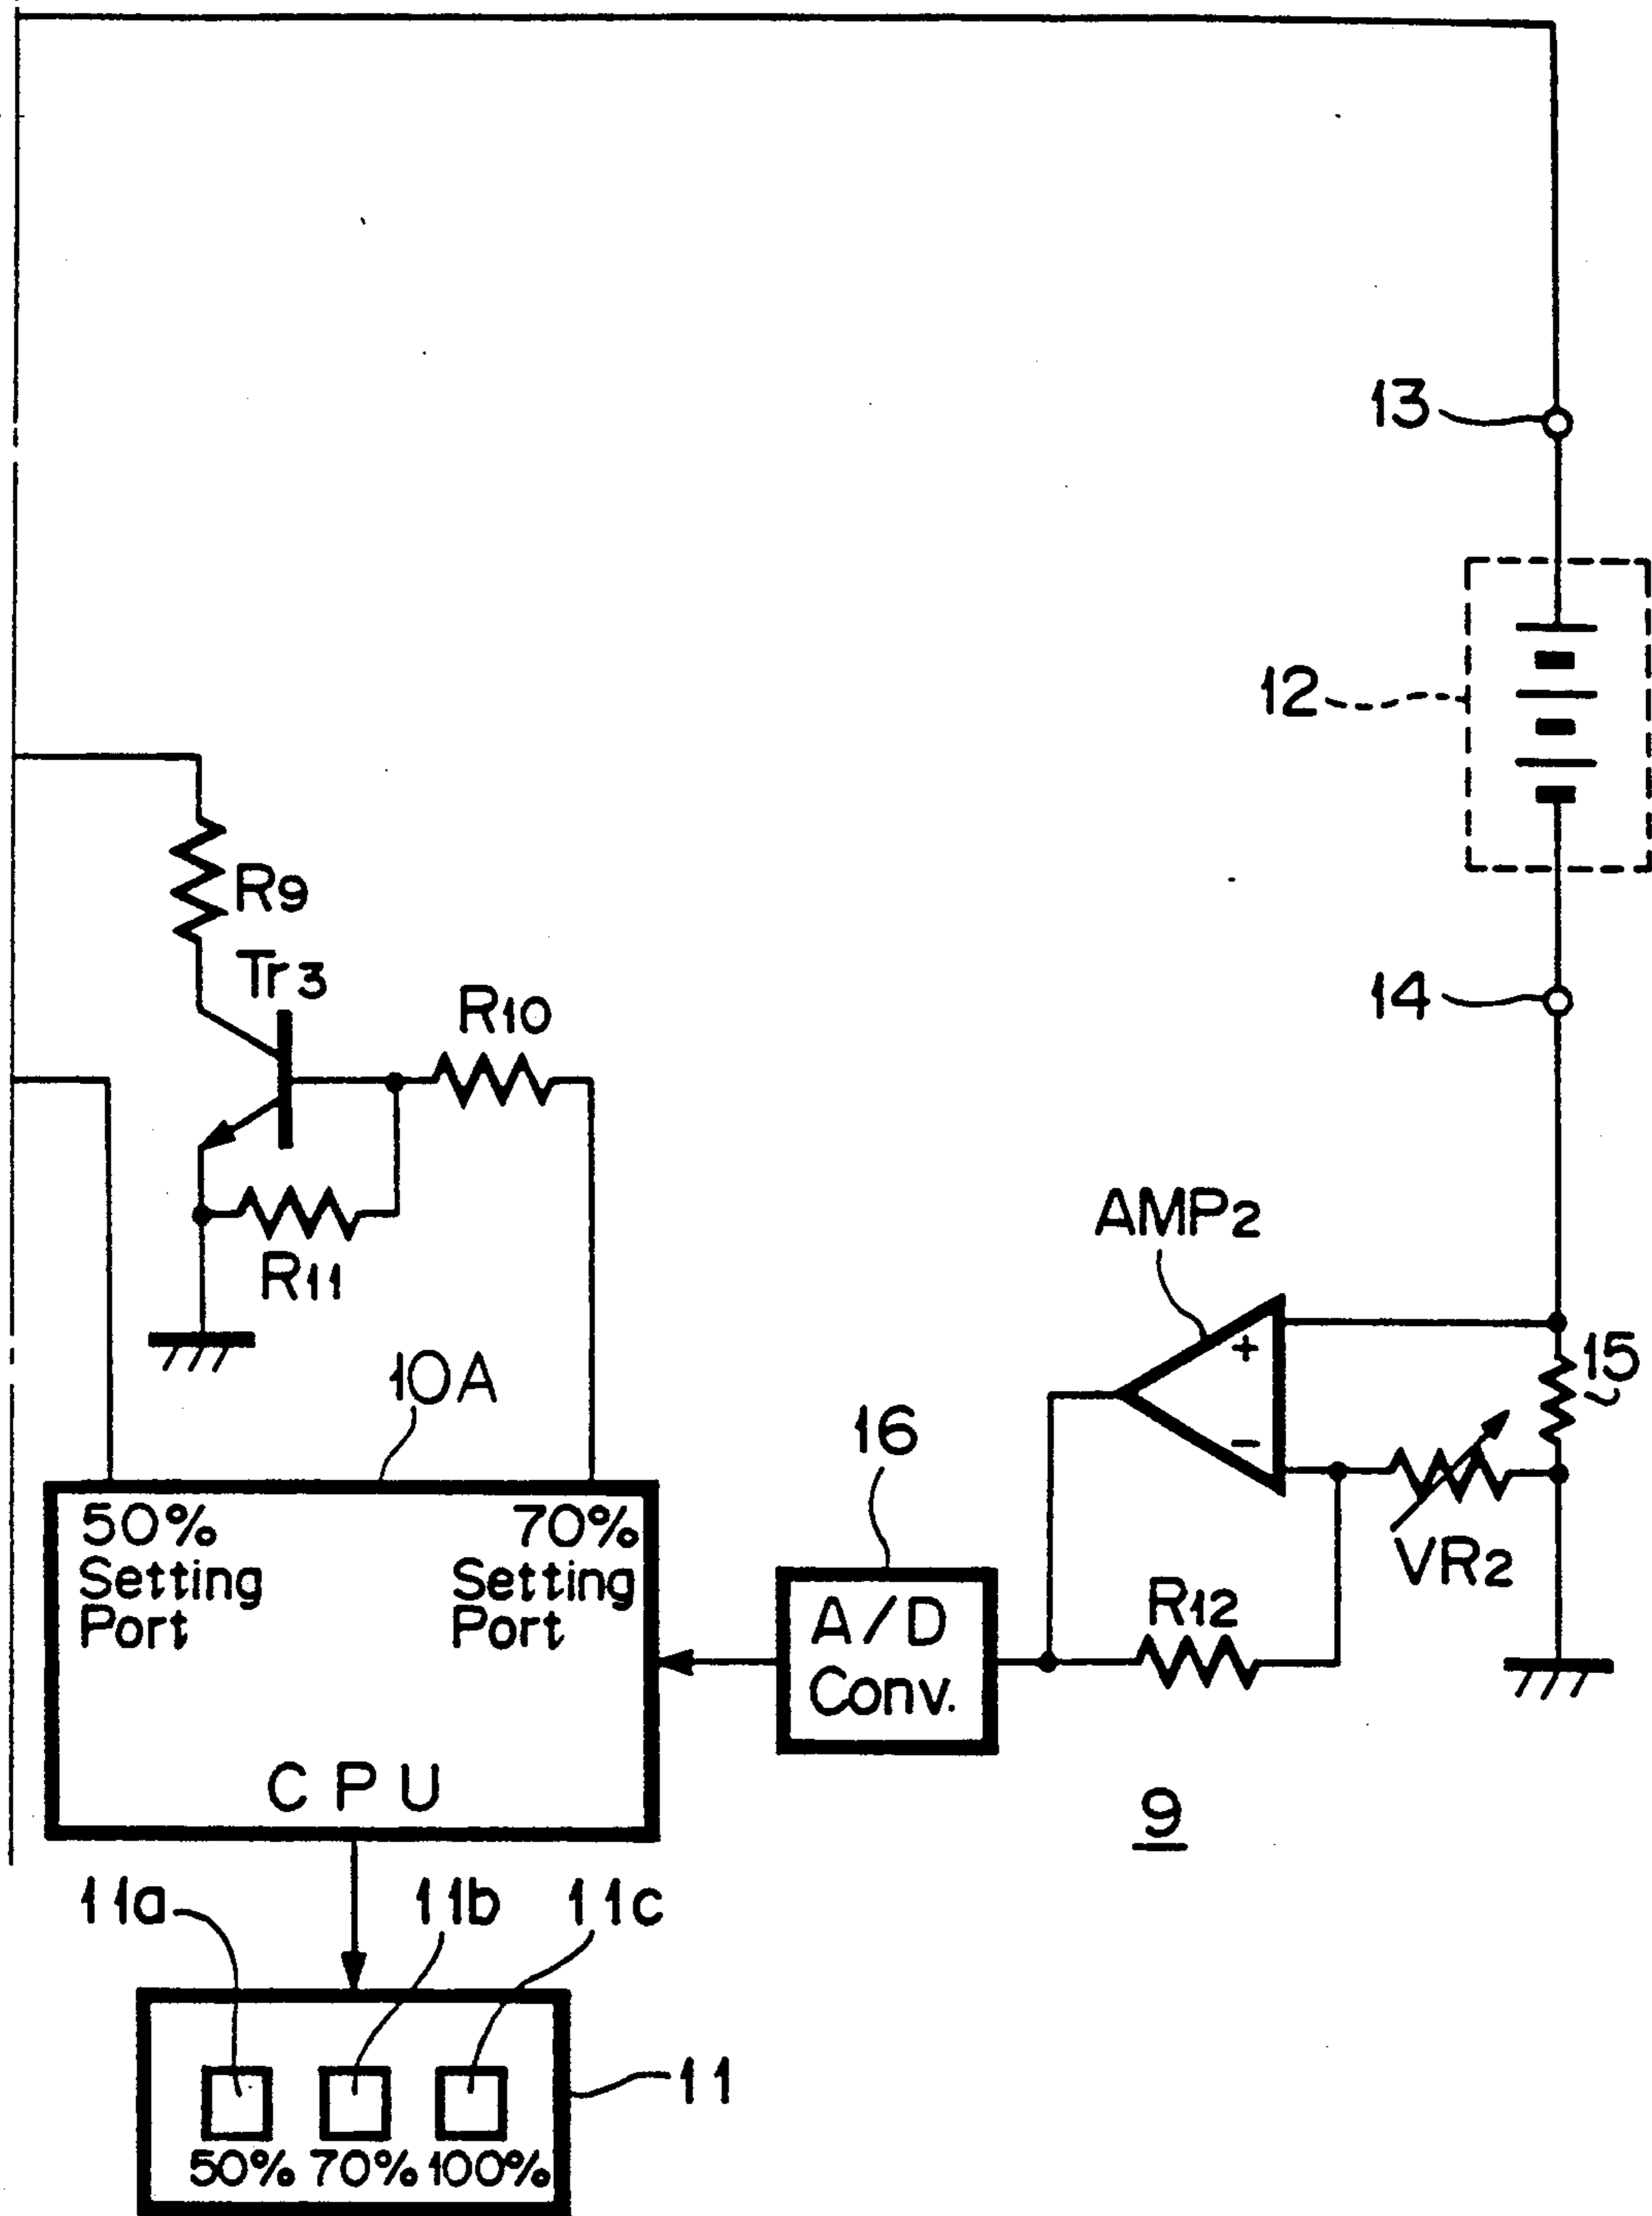 13
12
R9
Tr3
R10
14
R11
AMP2
+
15
10A
16
−
50%
Setting
Port
70%
Setting
Port
VR2
R12
A/D
Conv.
CPU
9
11a
11b
11c
11
50% 70% 100%